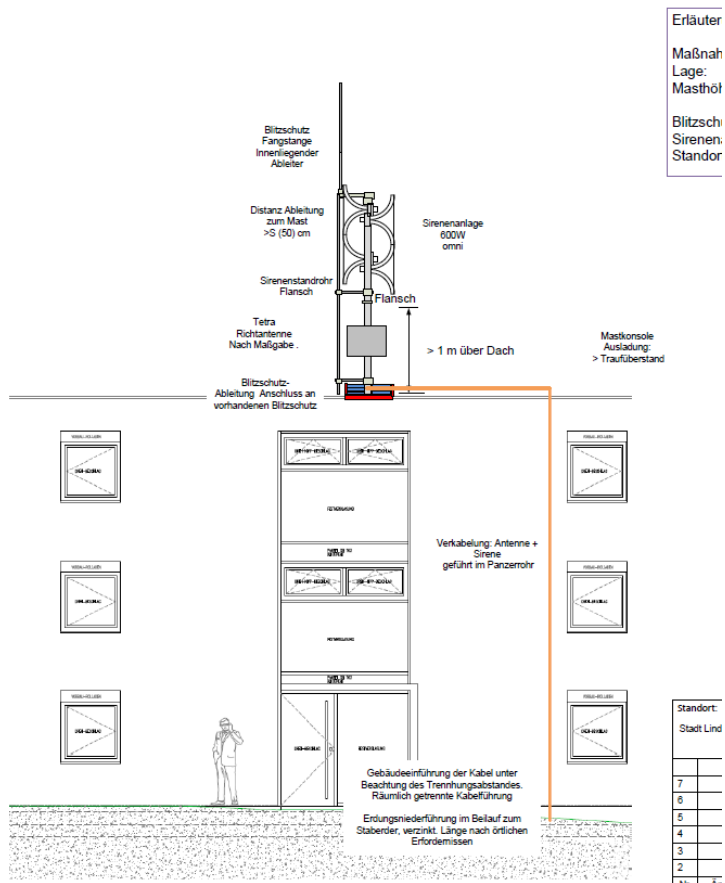 Erläuter
Maßnah
Lage:
Masthöh
Blitzschu
Sirenena
Standor
Blitzschutz
Fangstange
Innenliegender
Ableiter
Distanz Ableitung
zum Mast
>S (50) cm
Sirenenanlage
600W
omni
Sirenenstandrohr
Flansch
Flansch
Tetra
Richtantenne
Nach Maßgabe .
> 1 m über Dach
Mastkonsole
Ausladung:
> Traufüberstand
Blitzschutz-
Ableitung Anschluss an
vorhandenen Blitzschutz
Verkabelung: Antenne +
Sirene
geführt im Panzerrohr
Gebäudeeinführung der Kabel unter
Beachtung des Trennhungsabstandes.
Räumlich getrennte Kabelführung
Erdungsniederführung im Beilauf zum
Staberder, verzinkt. Länge nach örtlichen
Erfordernissen
Standort:
Stadt Lind
7
6
5
4
3
2